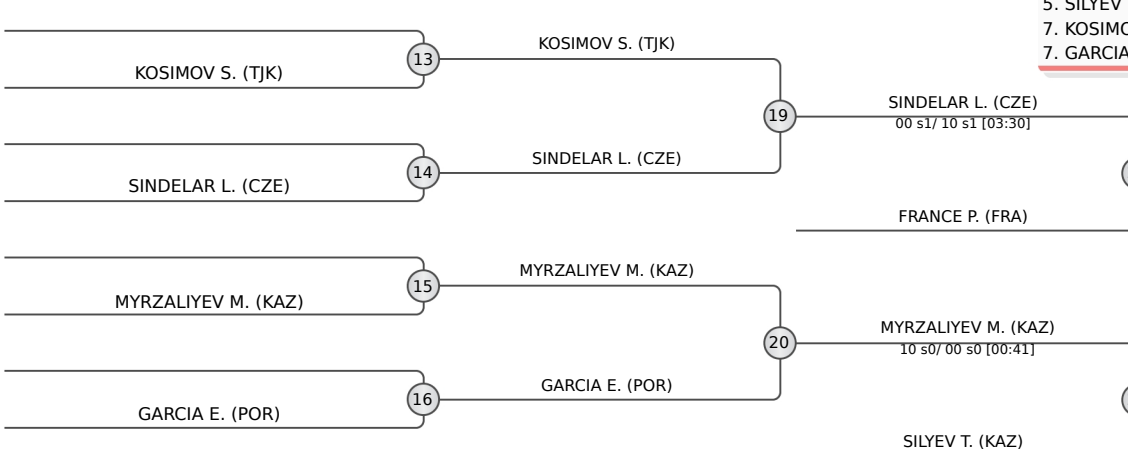 5. SILYEV
7. KOSIMO
7. GARCIA
KOSIMOV S. (TJK)
13
KOSIMOV S. (TJK)
SINDELAR L. (CZE)
19
00 s1/ 10 s1 [03:30]
SINDELAR L. (CZE)
14
SINDELAR L. (CZE)
FRANCE P. (FRA)
MYRZALIYEV M. (KAZ)
15
MYRZALIYEV M. (KAZ)
MYRZALIYEV M. (KAZ)
20
10 s0/ 00 s0 [00:41]
GARCIA E. (POR)
16
GARCIA E. (POR)
SILYEV T. (KAZ)